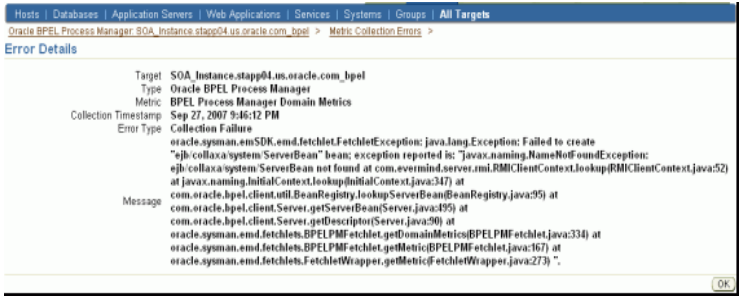 Hosts | Databases | Application Servers | Web Applications | Services | Systems | Groups | All Targets
Oracle BPEL Process Manager: SOA_Instance.stapp04.us.oracle.com_bpel > Metric Collection Errors >
Error Details
Target SOA_Instance.stapp04.us.oracle.com_bpel
Type Oracle BPEL Process Manager
Metric BPEL Process Manager Domain Metrics
Collection Timestamp Sep 27, 2007 9:46:12 PM
Error Type Collection Failure
Message oracle.sysman.emSDK.emd.fetchlet.FetchletException: java.lang.Exception: Failed to create
"ejb/collaxa/system/ServerBean" bean; exception reported is: "javax.naming.NameNotFoundException:
ejb/collaxa/system/ServerBean not found at com.evermind.server.rmi.RMIClientContext.lookup(RMIClientContext.java:52)
at javax.naming.InitialContext.lookup(InitialContext.java:347) at
com.oracle.bpel.client.util.BeanRegistry.lookupServerBean(BeanRegistry.java:95) at
com.oracle.bpel.client.Server.getServerBean(Server.java:495) at
com.oracle.bpel.client.Server.getDescriptor(Server.java:90) at
oracle.sysman.emd.fetchlets.BPELPMFetchlet.getDomainMetrics(BPELPMFetchlet.java:334) at
oracle.sysman.emd.fetchlets.BPELPMFetchlet.getMetric(BPELPMFetchlet.java:167) at
oracle.sysman.emd.fetchlets.FetchletWrapper.getMetric(FetchletWrapper.java:273) ".
OK